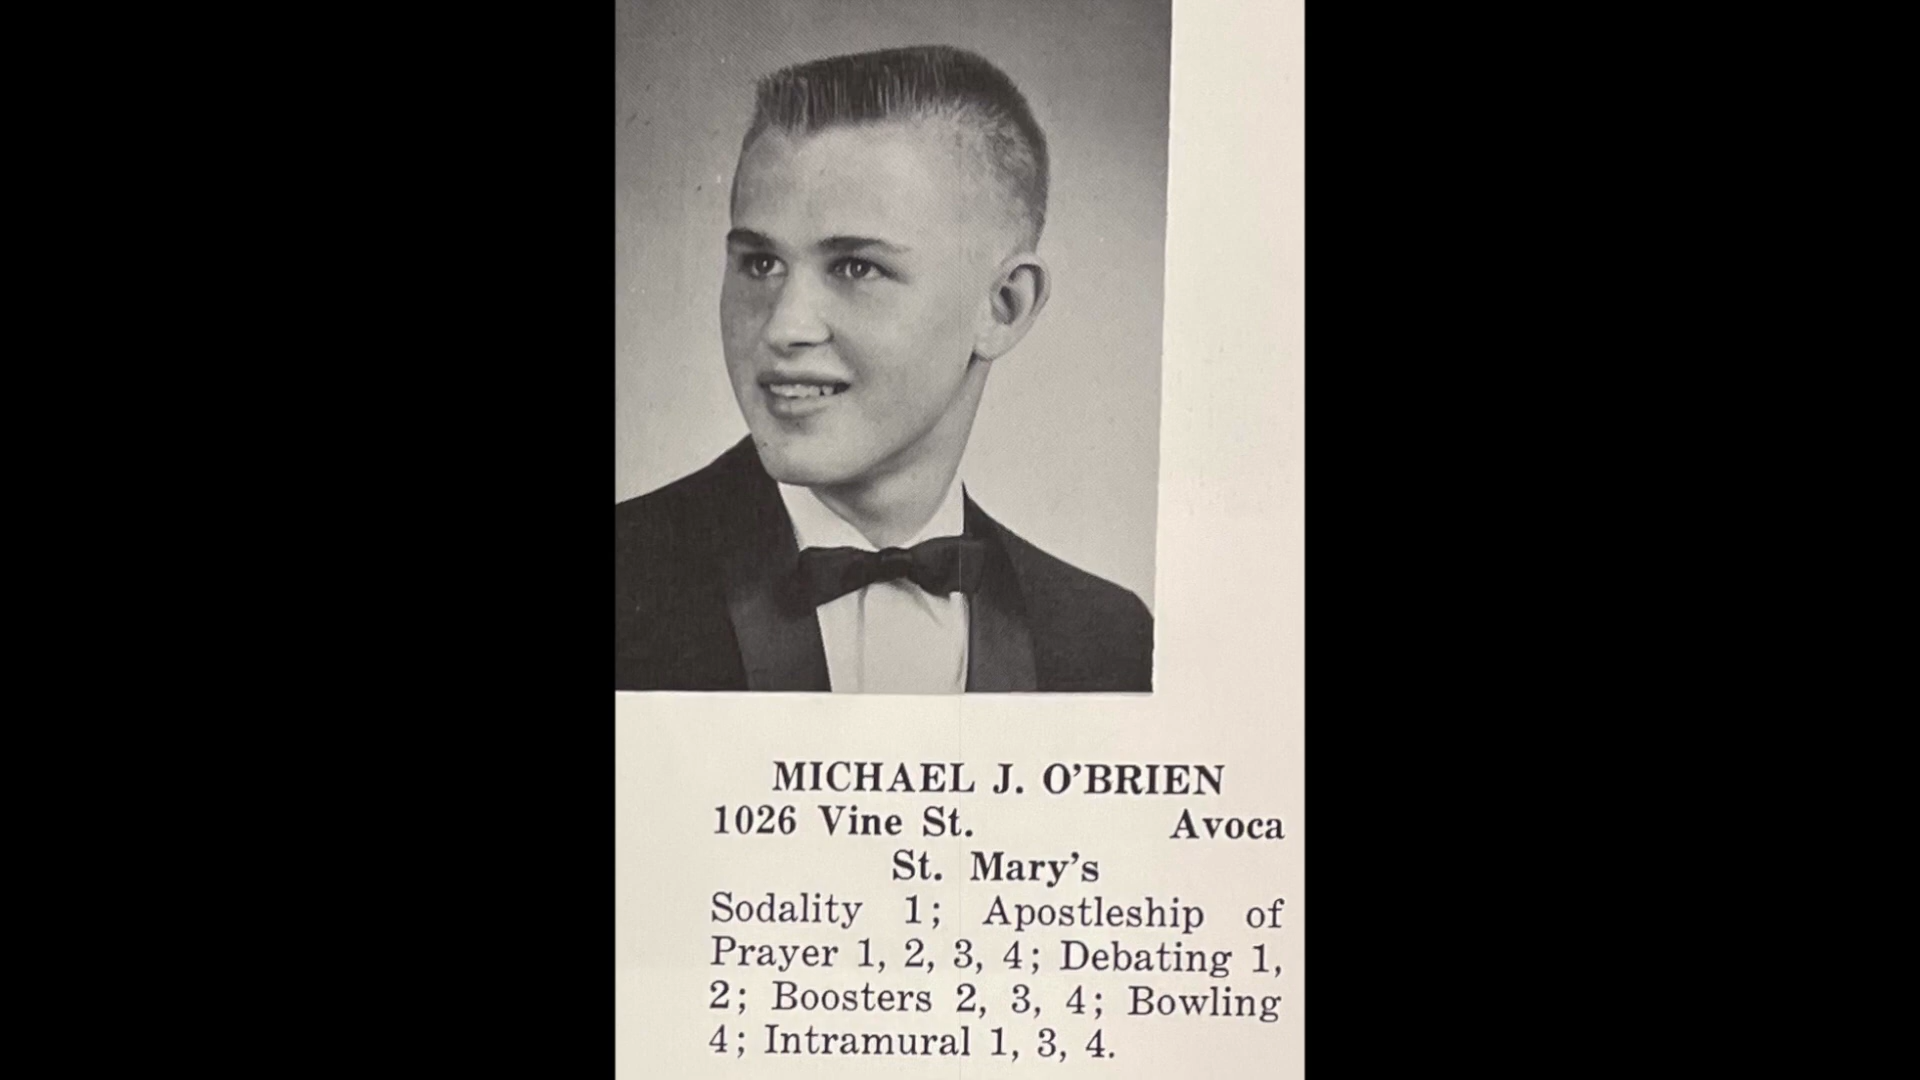 MICHAEL J. O'BRIEN
1026 Vine St. Avoca
St. Mary's
Sodality 1; Apostleship of
Prayer 1, 2, 3, 4; Debating 1,
2; Boosters 2, 3, 4; Bowling
4; Intramural 1, 3, 4.